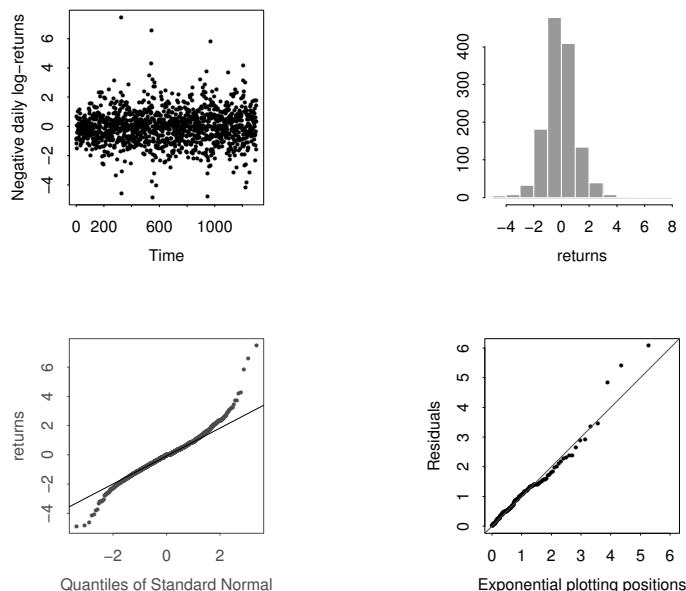 Negative daily log−returns
6
4
2
0
−2
−4
0 200 600 1000
Time
400
300
200
100
0
−4 −2 0 2 4 6 8
returns
returns
6
4
2
0
−2
−4
−2 0 2
Quantiles of Standard Normal
Residuals
6
5
4
3
2
1
0
0 1 2 3 4 5 6
Exponential plotting positions